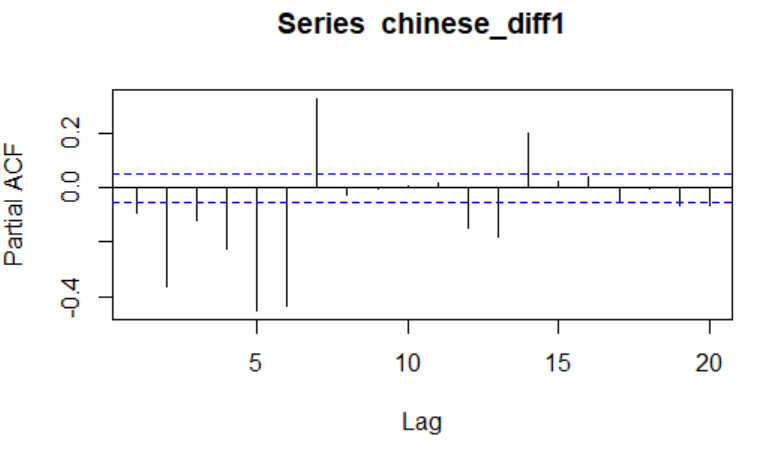 Series chinese_diff1
Partial ACF
0.2
0.0
-0.4
5 10 15 20
Lag